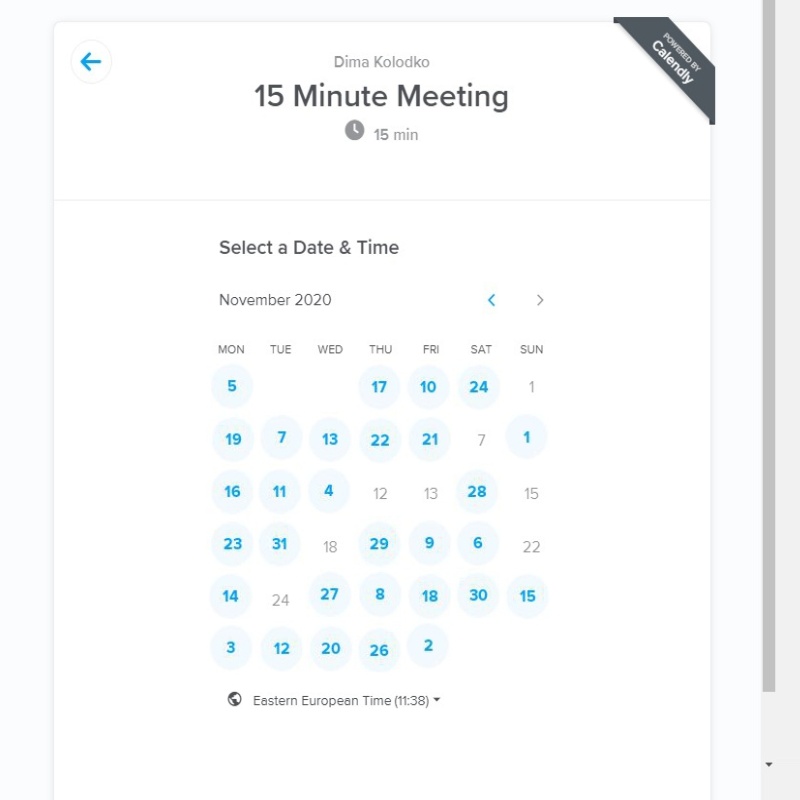 Dima Kolodko
15 Minute Meeting
15 min
POWERED BY
Calendly
Select a Date & Time
November 2020
MON TUE WED THU FRI SAT SUN
5 17 10 24 1
19 7 13 22 21 7 1
16 11 4 12 13 28 15
23 31 18 29 9 6 22
14 24 27 8 18 30 15
3 12 20 26 2
Eastern European Time (11:38)